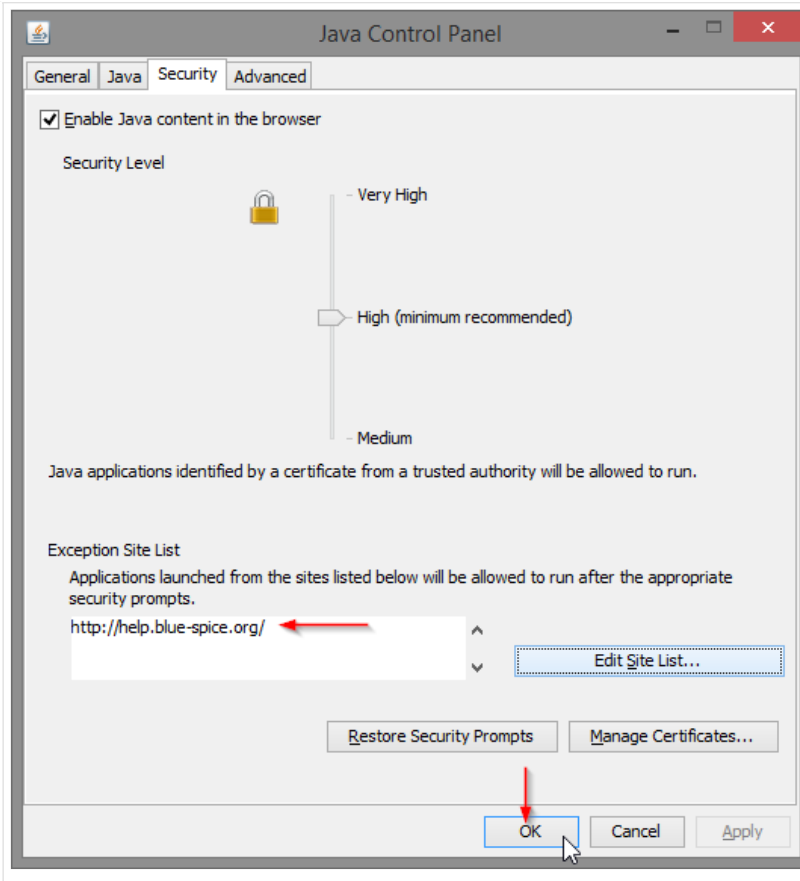 Java Control Panel
General Java Security Advanced
Enable Java content in the browser
Security Level
Very High
High (minimum recommended)
Medium
Java applications identified by a certificate from a trusted authority will be allowed to run.
Exception Site List
Applications launched from the sites listed below will be allowed to run after the appropriate
security prompts.
http://help.blue-spice.org/
Edit Site List...
Restore Security Prompts Manage Certificates...
OK Cancel Apply